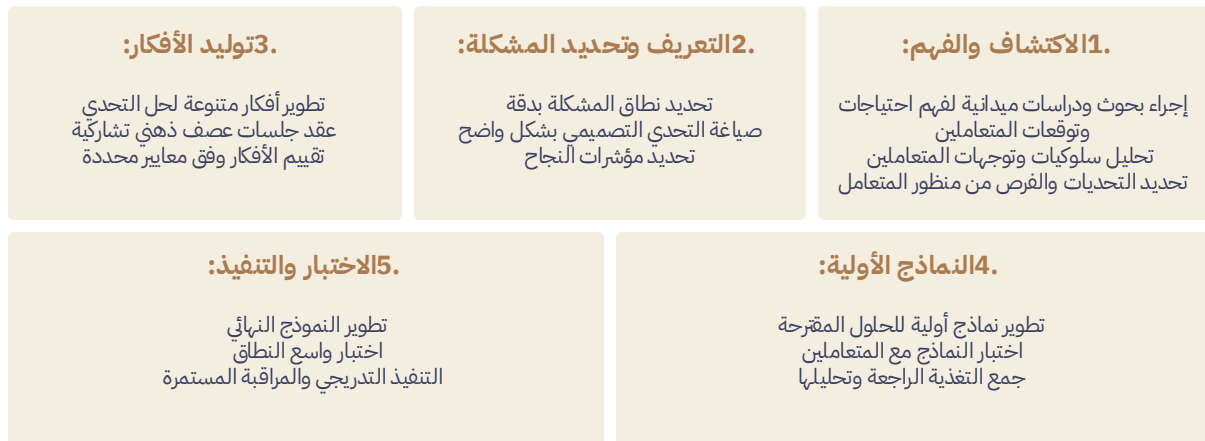 .1الاكتشاف والفهم:
إجراء بحوث ودراسات ميدانية لفهم احتياجات
وتوقعات المتعاملين
تحليل سلوكيات وتوجهات المتعاملين
تحديد التحديات والفرص من منظور المتعامل
.2التعريف وتحديد المشكلة:
تحديد نطاق المشكلة بدقة
صياغة التحدي التصميمي بشكل واضح
تحديد مؤشرات النجاح
.3توليد الأفكار:
تطوير أفكار متنوعة لحل التحدي
عقد جلسات عصف ذهني تشاركية
تقييم الأفكار وفق معايير محددة
.4النماذج الأولية:
تطوير نماذج أولية للحلول المقترحة
اختبار النماذج مع المتعاملين
جمع التغذية الراجعة وتحليلها
.5الاختبار والتنفيذ:
تطوير النموذج النهائي
اختبار واسع النطاق
التنفيذ التدريجي والمراقبة المستمرة